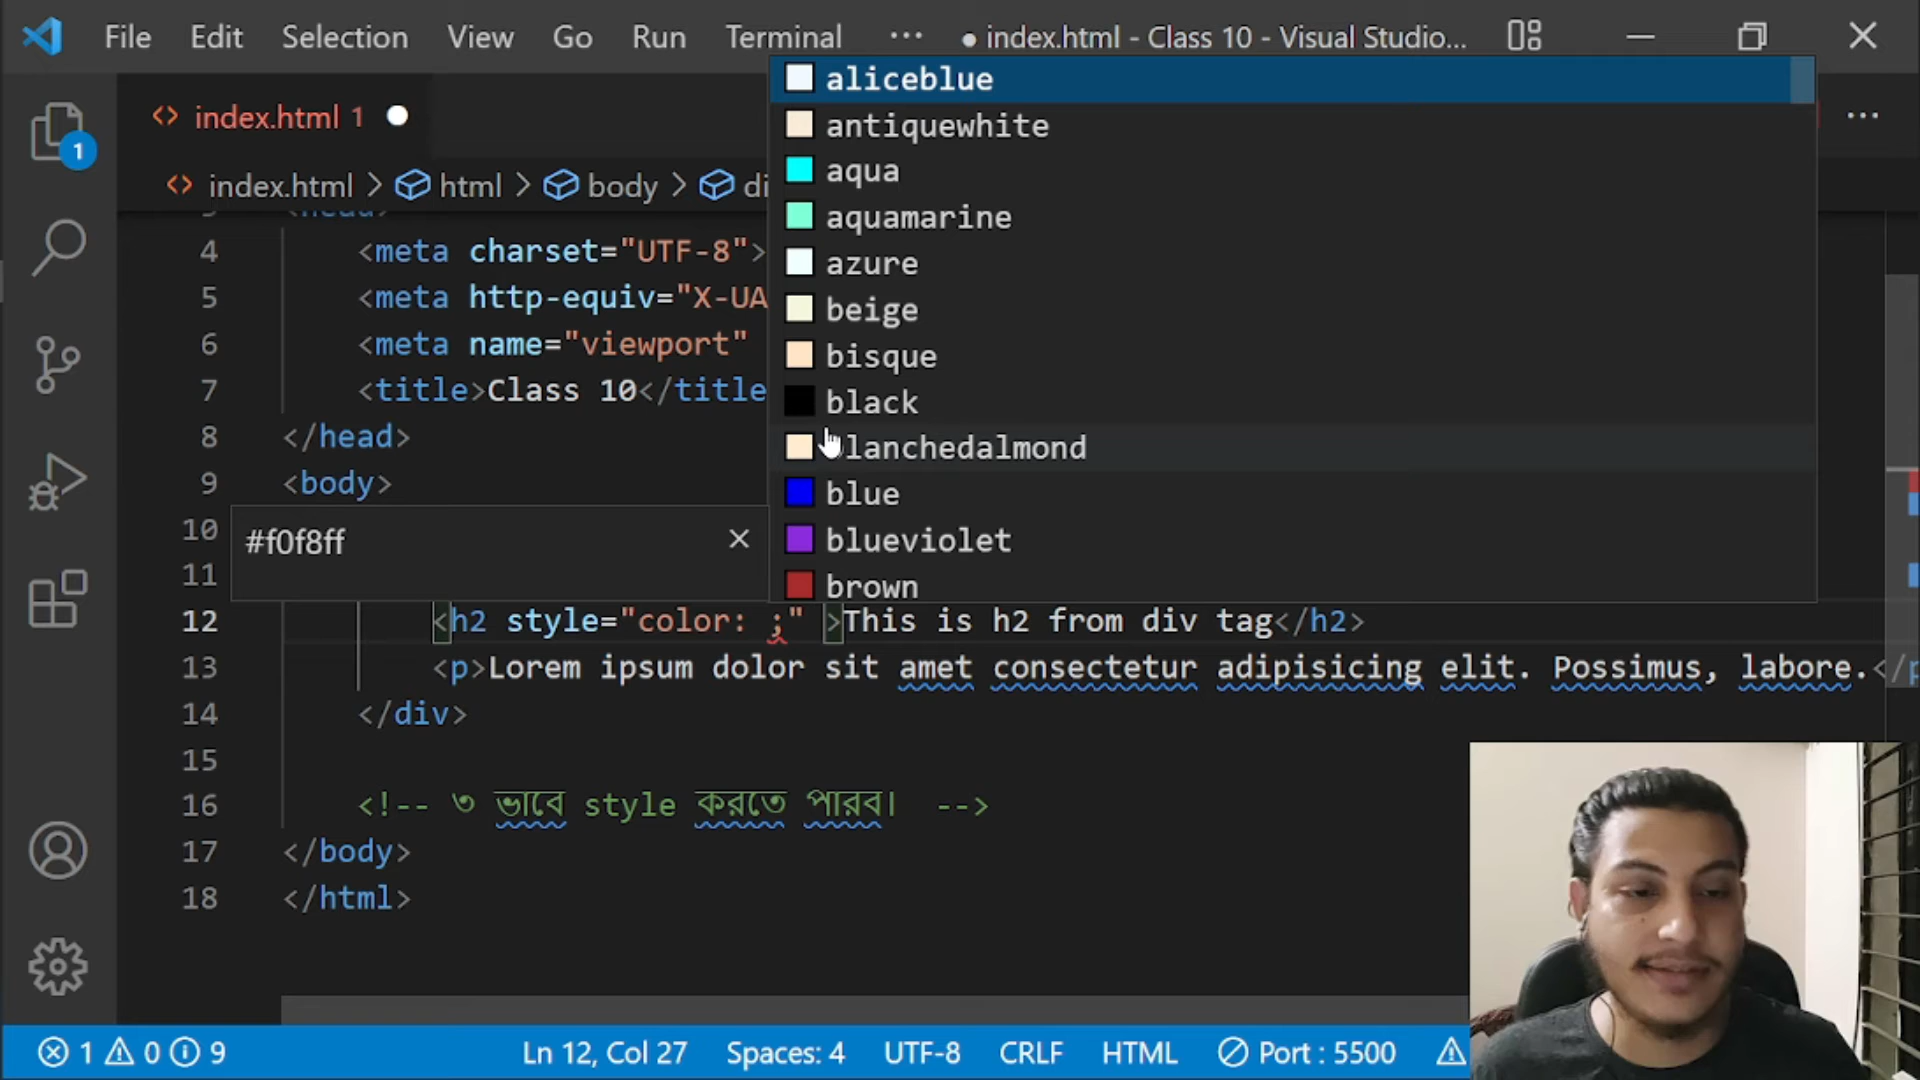 File Edit Selection View Go Run Terminal ··· ● index.html - Class 10 - Visual Studio...
<> index.html 1 ●
<> index.html > html > body > di
aliceblue
antiquewhite
aqua
aquamarine
azure
beige
bisque
black
lanchedalmond
blue
blueviolet
brown
<head>
4 <meta charset="UTF-8">
5 <meta http-equiv="X-UA
6 <meta name="viewport"
7 <title>Class 10</title
8 </head>
9 <body>
10
11
#f0f8ff
12 <h2 style="color: ;" >This is h2 from div tag</h2>
13 <p>Lorem ipsum dolor sit amet consectetur adipisicing elit. Possimus, labore.</p
14 </div>
15
16 <!-- ৩ ভাবে style করতে পারব। -->
17 </body>
18 </html>
1
1 0 9 Ln 12, Col 27 Spaces: 4 UTF-8 CRLF HTML Port : 5500